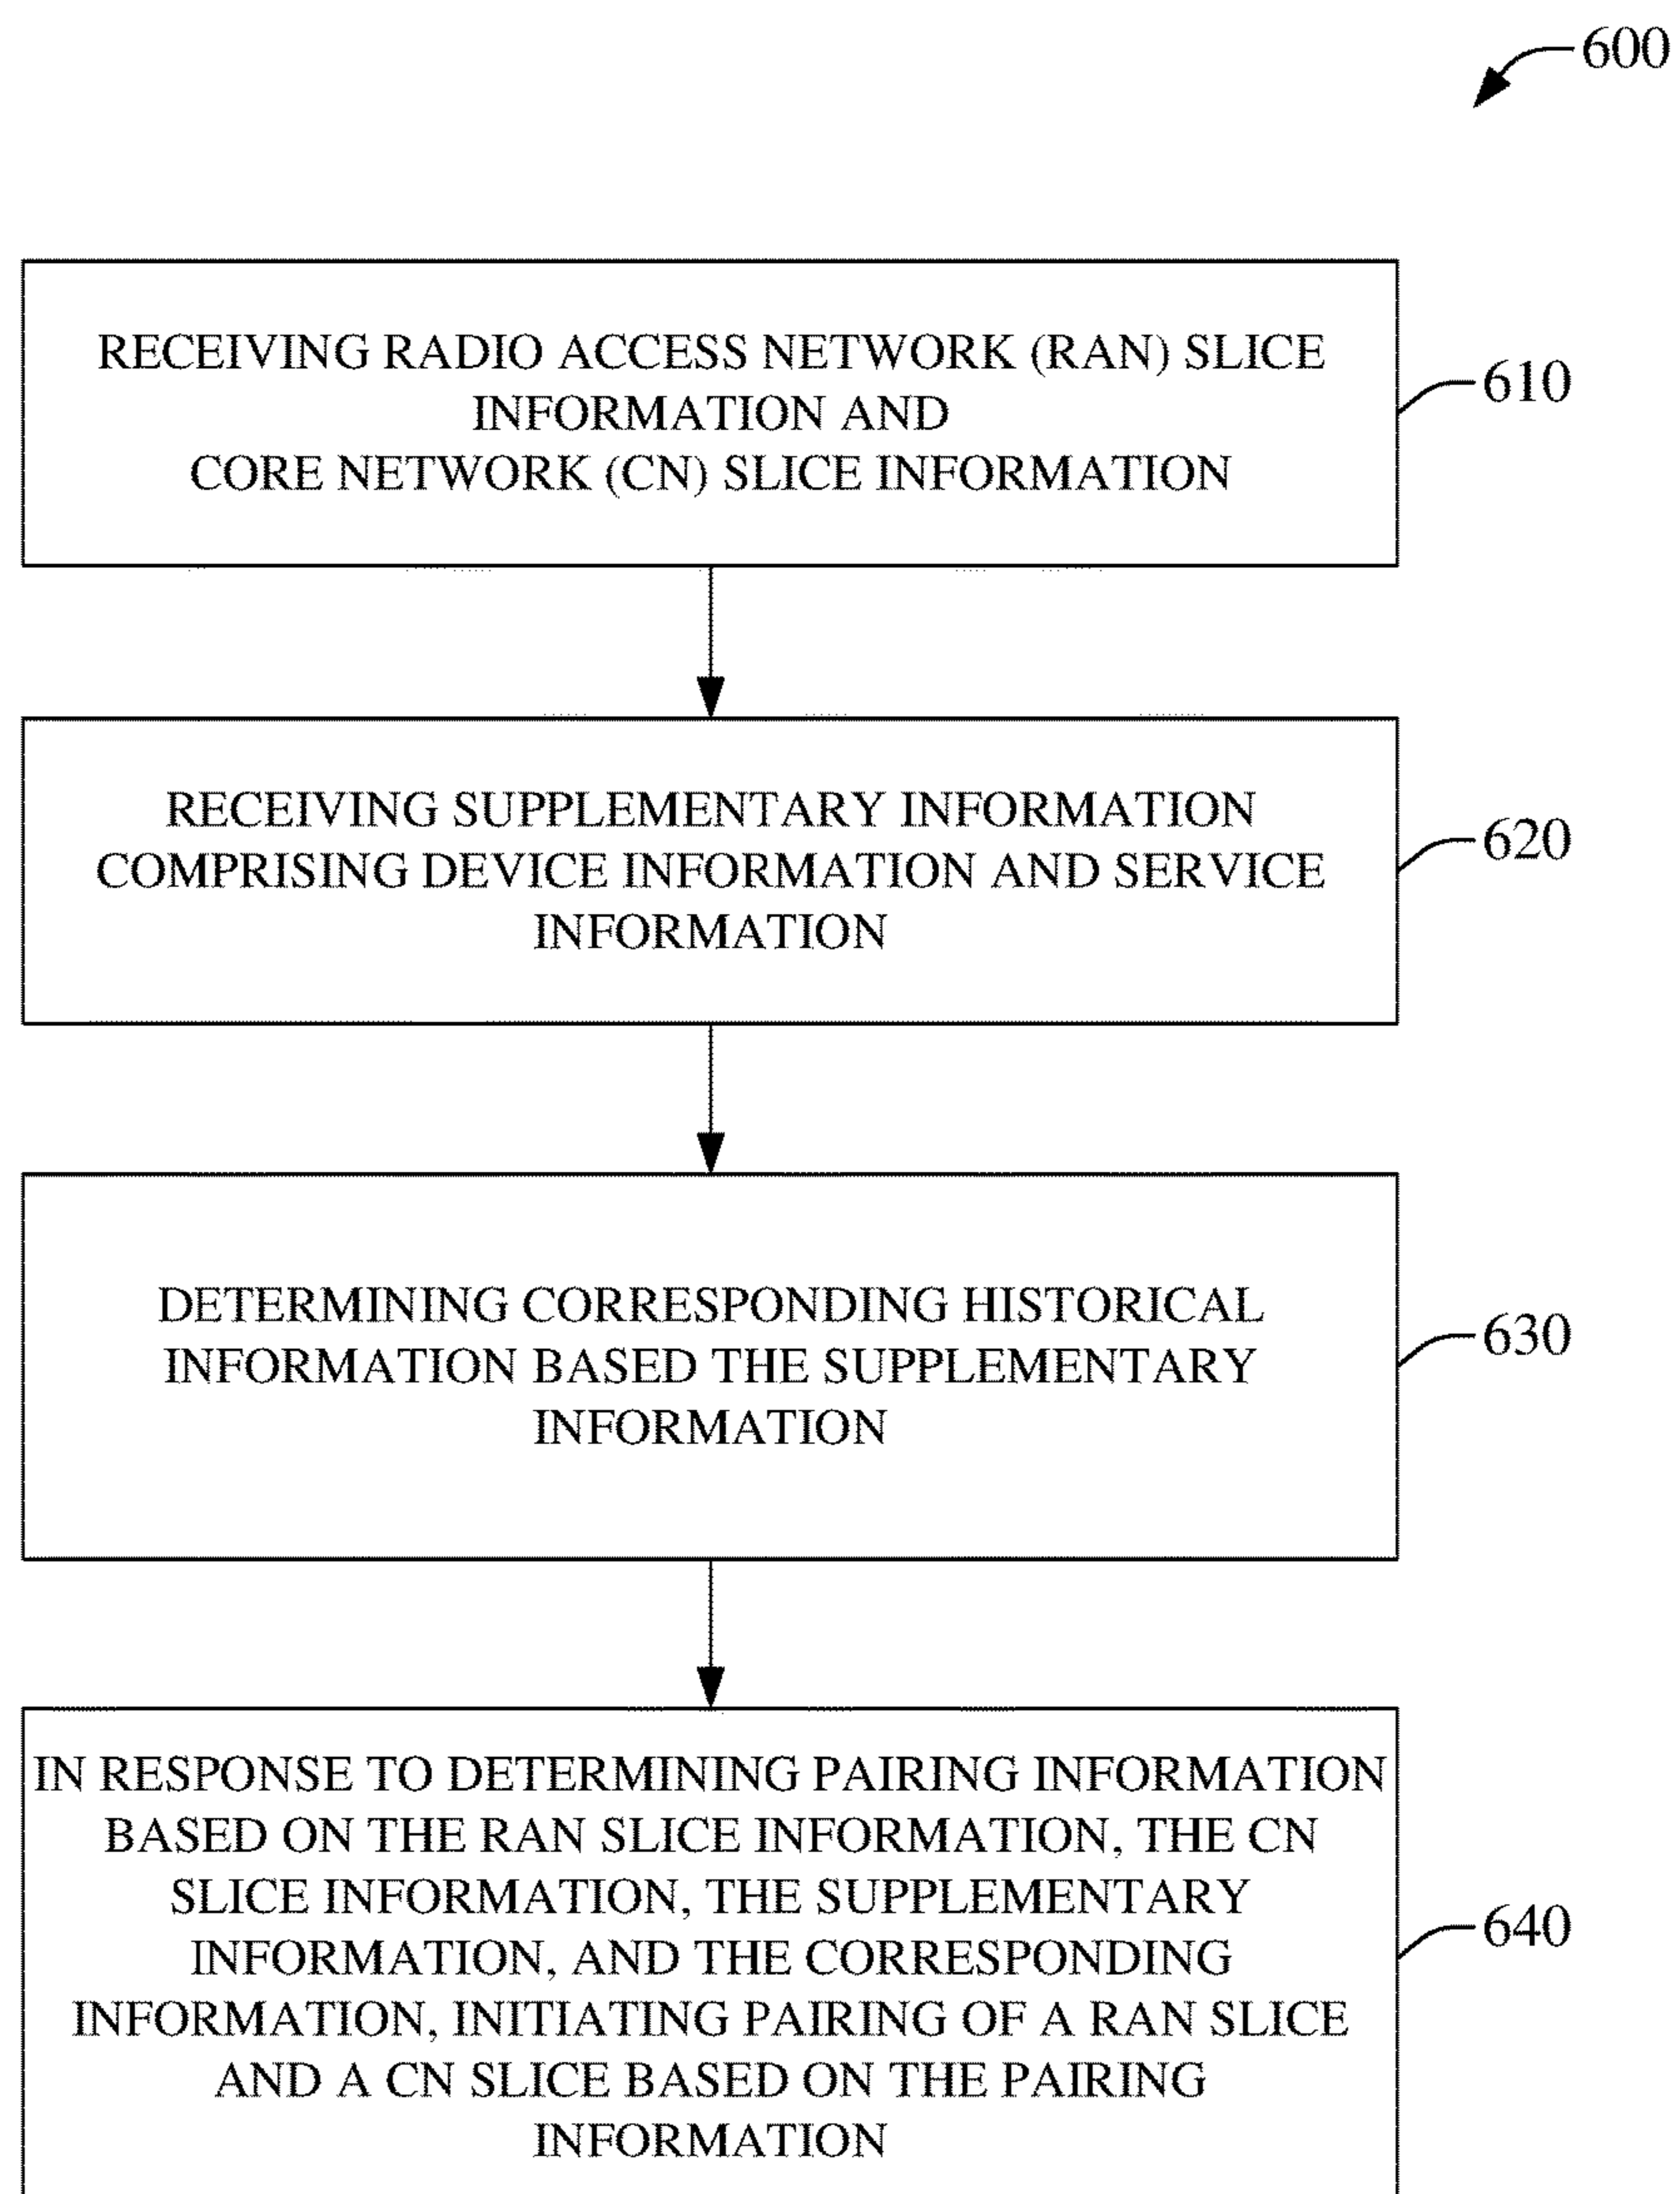 600
RECEIVING RADIO ACCESS NETWORK (RAN) SLICE
INFORMATION AND
CORE NETWORK (CN) SLICE INFORMATION
610
RECEIVING SUPPLEMENTARY INFORMATION
COMPRISING DEVICE INFORMATION AND SERVICE
INFORMATION
620
DETERMINING CORRESPONDING HISTORICAL
INFORMATION BASED THE SUPPLEMENTARY
INFORMATION
630
IN RESPONSE TO DETERMINING PAIRING INFORMATION
BASED ON THE RAN SLICE INFORMATION, THE CN
SLICE INFORMATION, THE SUPPLEMENTARY
INFORMATION, AND THE CORRESPONDING
INFORMATION, INITIATING PAIRING OF A RAN SLICE
AND A CN SLICE BASED ON THE PAIRING
INFORMATION
640